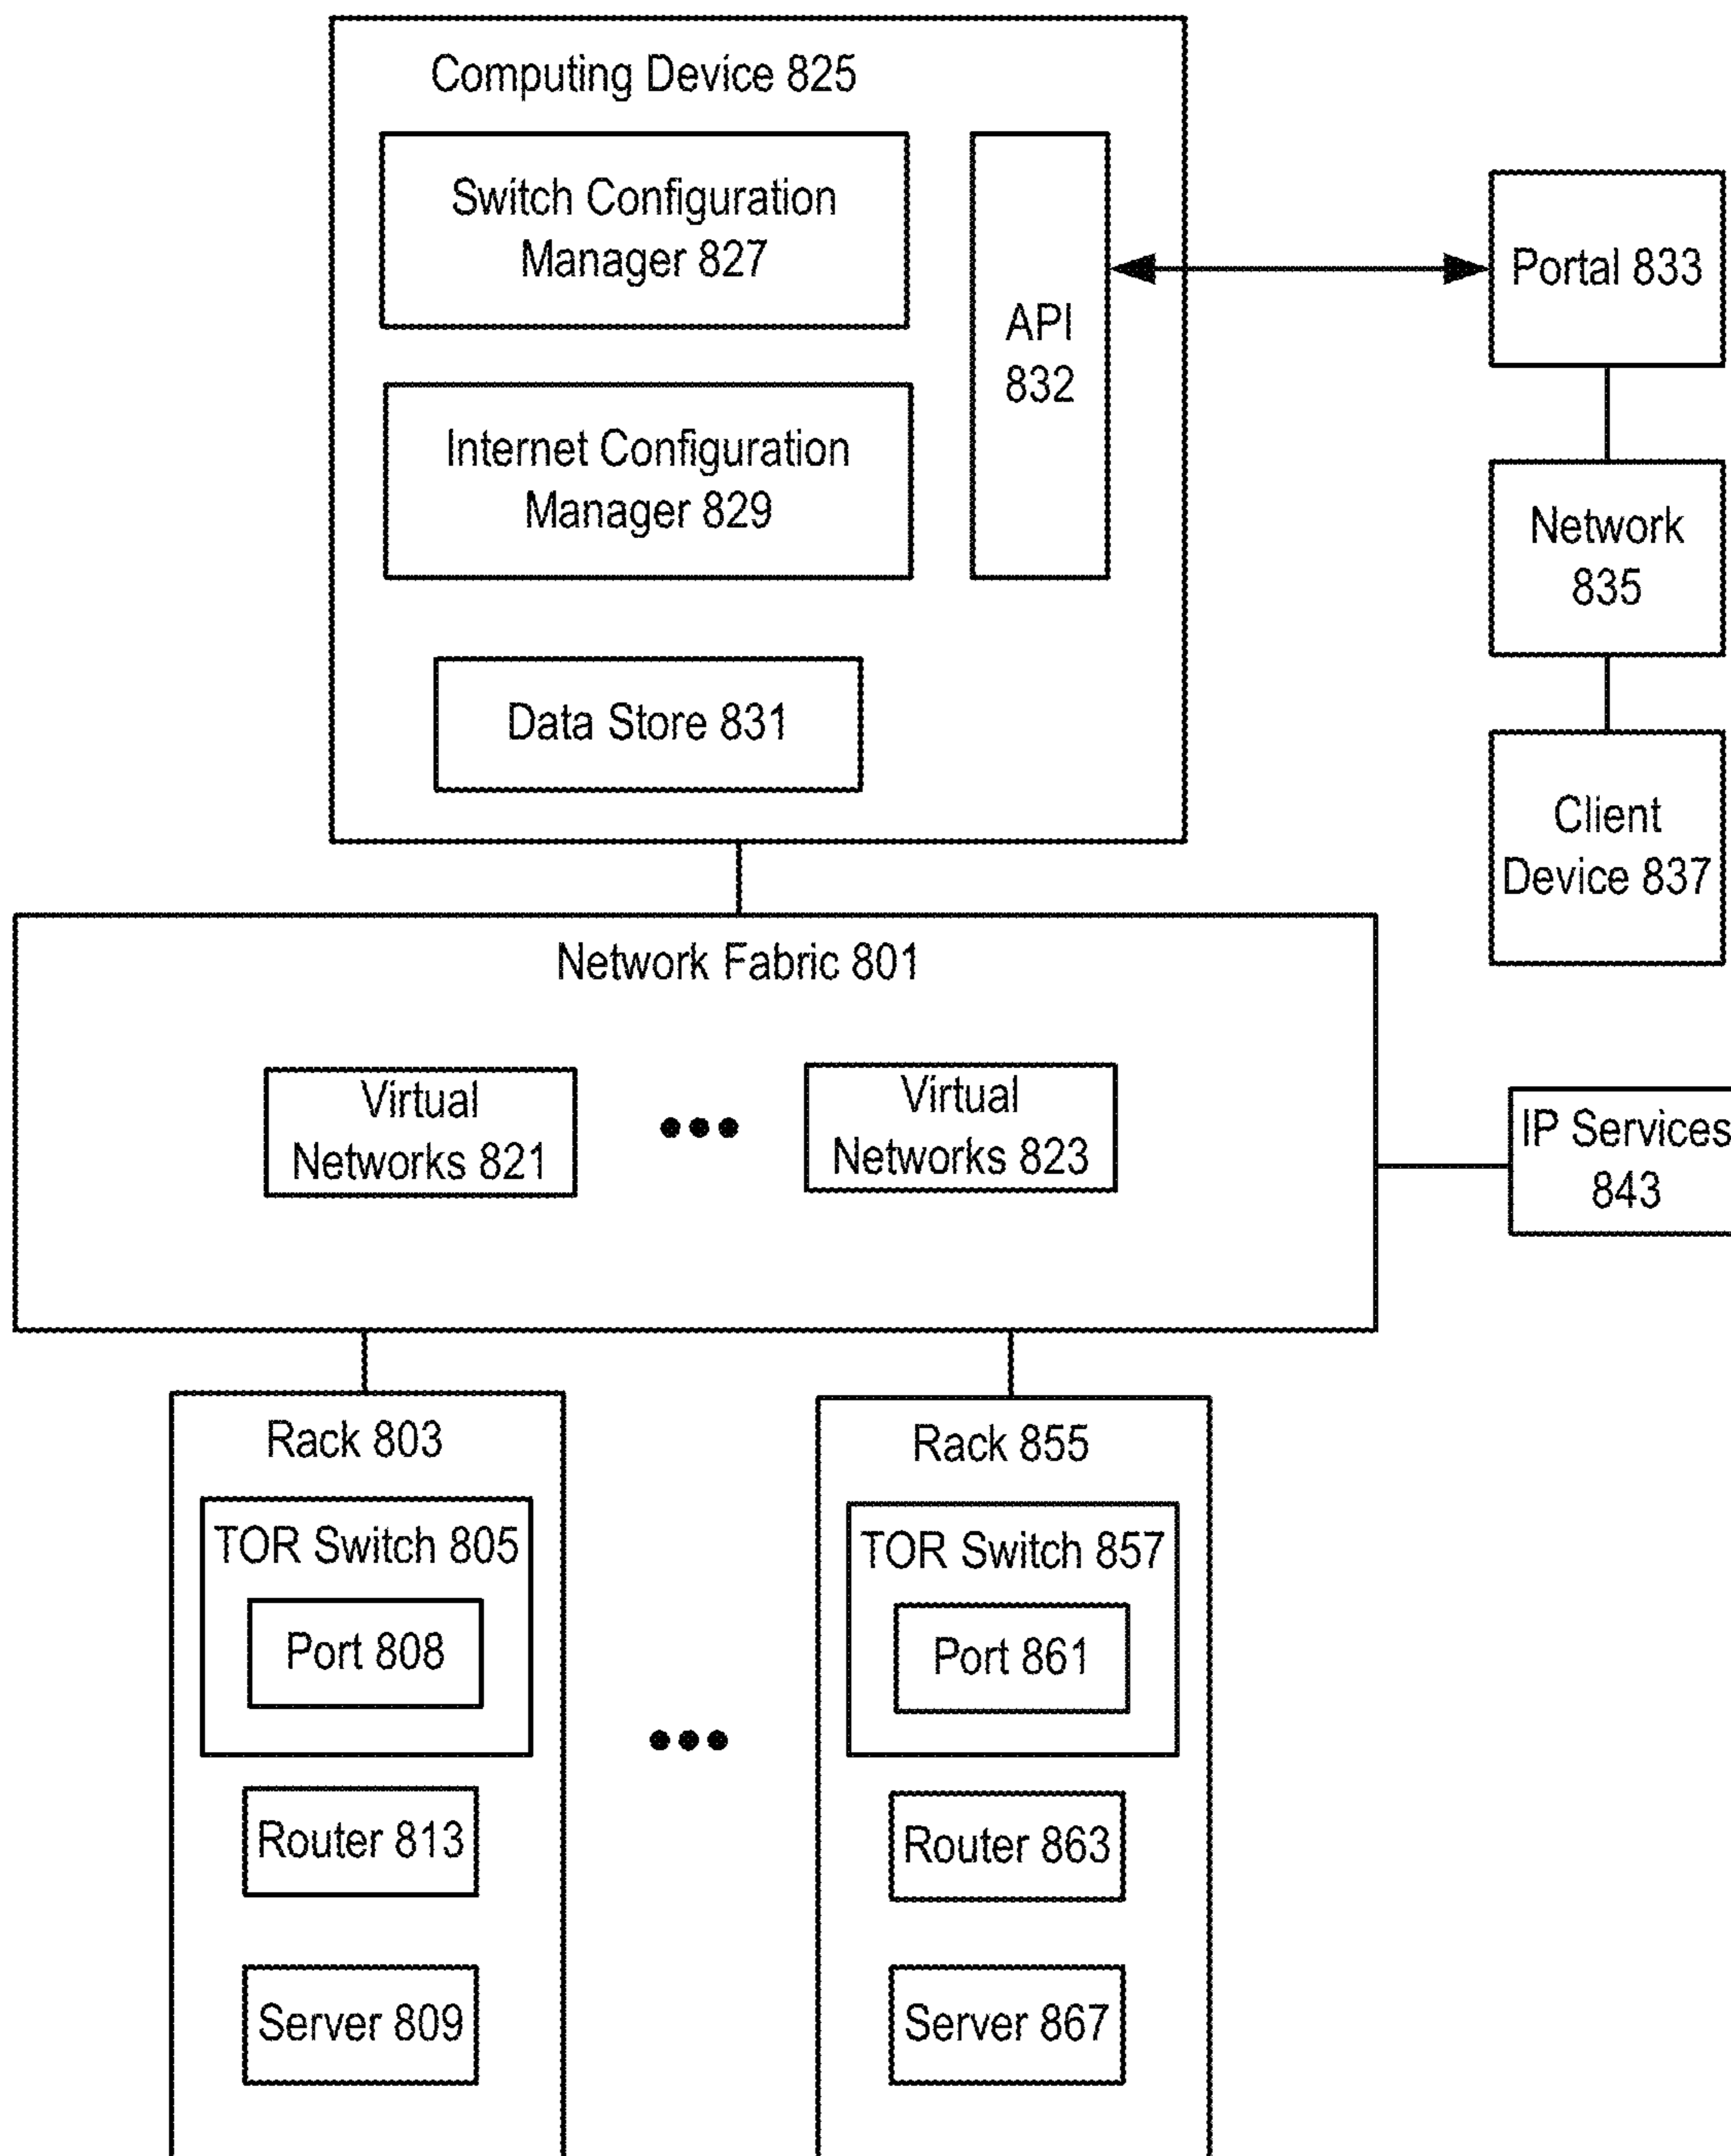 Computing Device 825
Switch Configuration
Manager 827
API
832
Portal 833
Internet Configuration
Manager 829
Network
835
Data Store 831
Client
Device 837
Network Fabric 801
Virtual
Networks 821
Virtual
Networks 823
IP Services
843
Rack 803
TOR Switch 805
Port 808
Router 813
Server 809
Rack 855
TOR Switch 857
Port 861
Router 863
Server 867